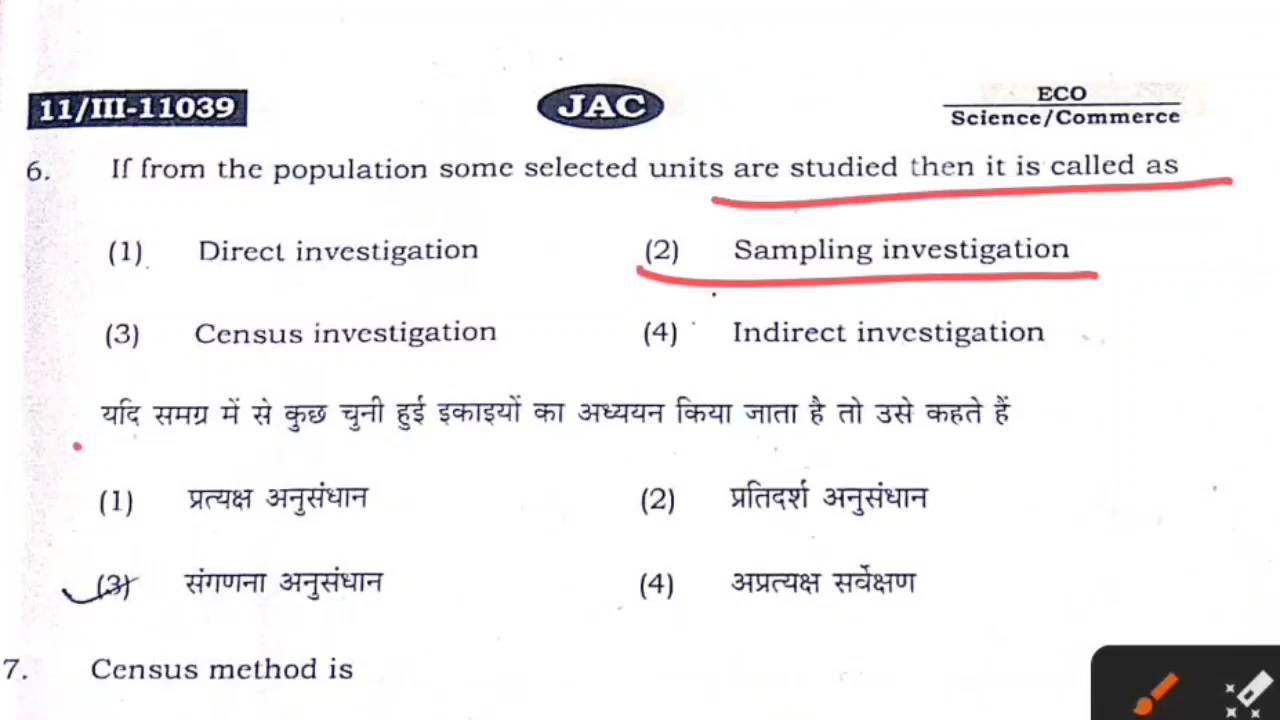 11/III-11039 JAC ECO
Science/Commerce
6. If from the population some selected units are studied then it is called as
(1) Direct investigation (2) Sampling investigation
(3) Census investigation (4) Indirect investigation
यदि समग्र में से कुछ चुनी हुई इकाइयों का अध्ययन किया जाता है तो उसे कहते हैं
(1) प्रत्यक्ष अनुसंधान (2) प्रतिदर्श अनुसंधान
(3) संगणना अनुसंधान (4) अप्रत्यक्ष सर्वेक्षण
7. Census method is